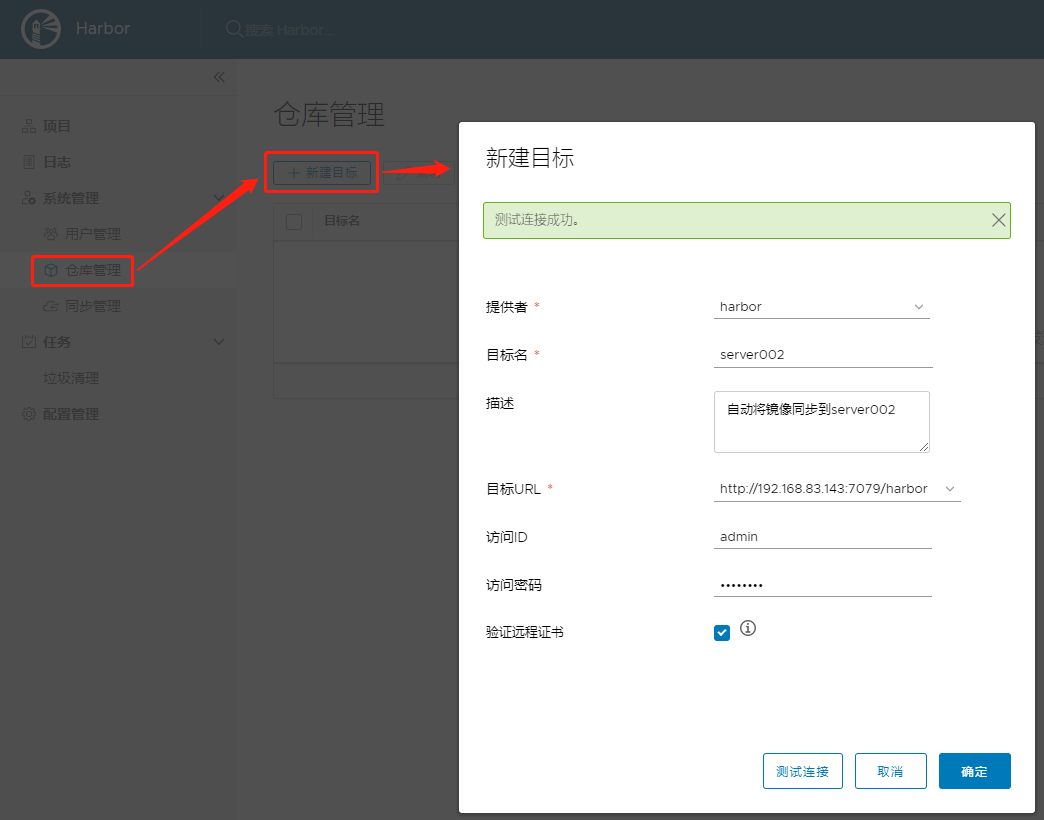 Harbor
搜索 Harbor...
项目
日志
系统管理
用户管理
仓库管理
同步管理
任务
垃圾清理
配置管理
仓库管理
新建目标
目标名
新建目标
测试连接成功。
提供者 *
harbor
目标名 *
server002
描述
自动将镜像同步到server002
目标URL *
http://192.168.83.143:7079/harbor
访问ID
admin
访问密码
••••••••
验证远程证书
测试连接
取消
确定